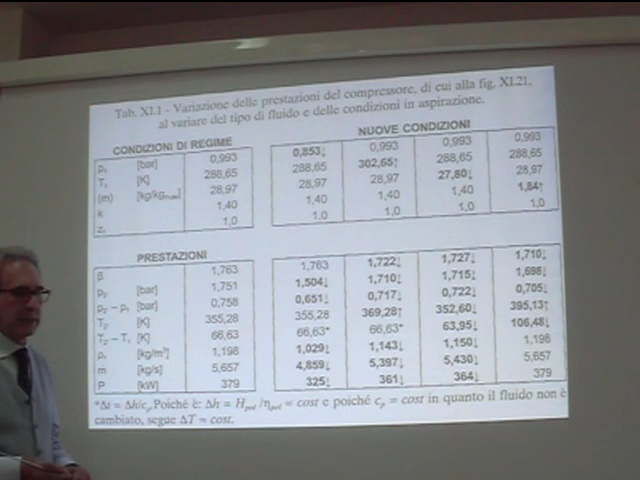 Tab. XI.1 - Variazione delle prestazioni del compressore, di cui alla fig. XI.21,
al variare del tipo di fluido e delle condizioni in aspirazione.
CONDIZIONI DI REGIME NUOVE CONDIZIONI
p₁ [bar] 0,993 0,853↓ 0,993 0,993 0,993
T₁ [K] 288,65 288,65 302,65↑ 288,65 288,65
(m) [kg/kgmol] 28,97 28,97 28,97 27,80↓ 28,97
k 1,40 1,40 1,40 1,40 1,84↑
z 1,0 1,0 1,0 1,0 1,0
PRESTAZIONI
β 1,763 1,763 1,722↓ 1,727↓ 1,710↓
p₂ [bar] 1,751 1,504↓ 1,710↓ 1,715↓ 1,698↓
p₂ – p₁ [bar] 0,758 0,651↓ 0,717↓ 0,722↓ 0,705↓
T₂ [K] 355,28 355,28 369,28↑ 352,60↓ 395,13↑
T₂ – T₁ [K] 66,63 66,63* 66,63* 63,95↓ 106,48↓
ρ₁ [kg/m³] 1,198 1,029↓ 1,143↓ 1,150↓ 1,198
ṁ [kg/s] 5,657 4,859↓ 5,397↓ 5,430↓ 5,657
P [kW] 379 325↓ 361↓ 364↓ 379
*Δt = Δh/cₚ. Poiché è: Δh = Hpol /ηpol = cost e poiché cₚ = cost in quanto il fluido non è
cambiato, segue ΔT = cost.